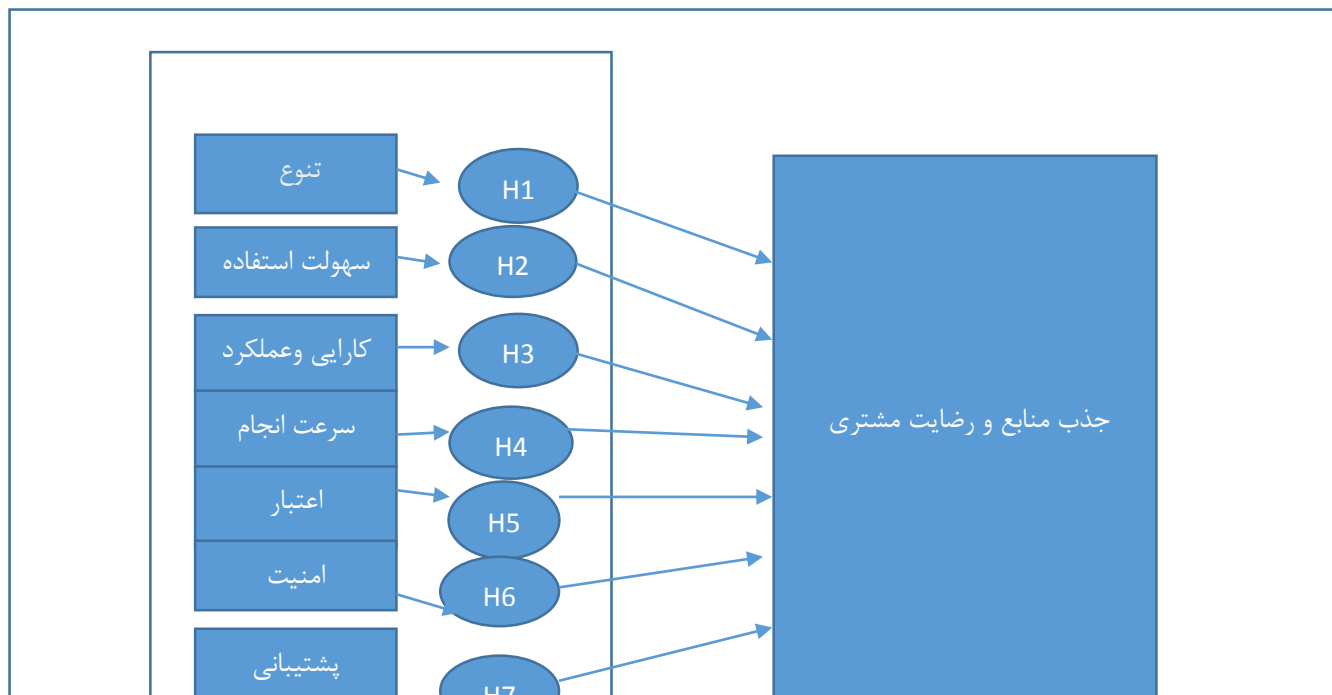 تنوع
H1
سهولت استفاده
H2
کارایی وعملکرد
H3
سرعت انجام
H4
اعتبار
H5
امنیت
H6
پشتیبانی
H7
جذب منابع و رضایت مشتری